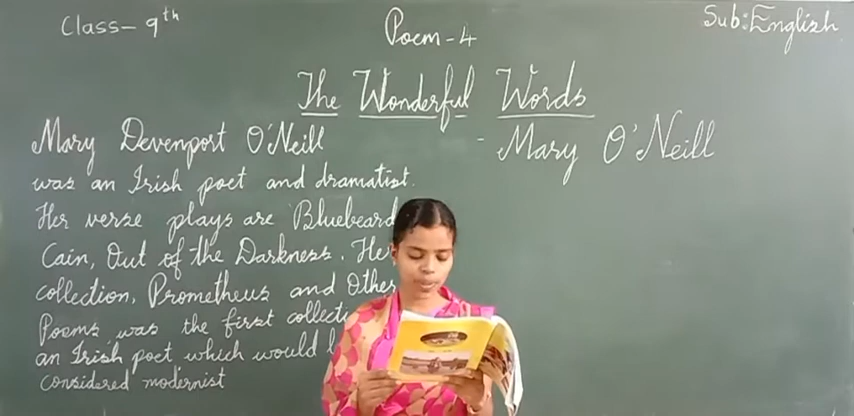 Class - 9th
Poem - 4
Sub: English
The Wonderful Words
- Mary O'Neill
Mary Devenport O'Neill
was an Irish poet and dramatist.
Her verse plays are Bluebeard
Cain, Out of the Darkness. Her
collection, Prometheus and Other
Poems was the first
an Irish poet which would
considered modernist